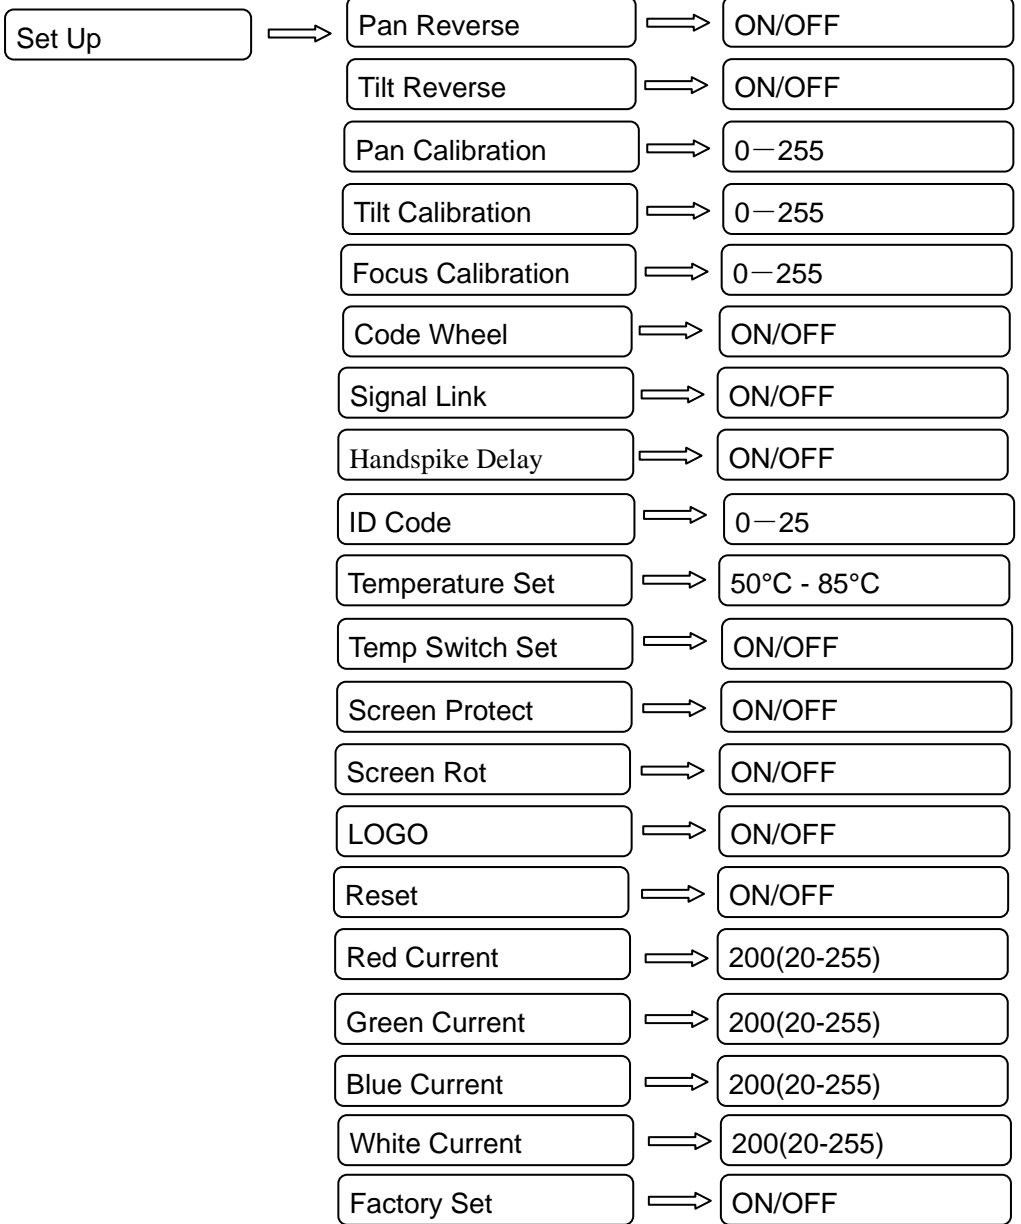 Set Up
Pan Reverse ON/OFF
Tilt Reverse ON/OFF
Pan Calibration 0－255
Tilt Calibration 0－255
Focus Calibration 0－255
Code Wheel ON/OFF
Signal Link ON/OFF
Handspike Delay ON/OFF
ID Code 0－25
Temperature Set 50°C - 85°C
Temp Switch Set ON/OFF
Screen Protect ON/OFF
Screen Rot ON/OFF
LOGO ON/OFF
Reset ON/OFF
Red Current 200(20-255)
Green Current 200(20-255)
Blue Current 200(20-255)
White Current 200(20-255)
Factory Set ON/OFF